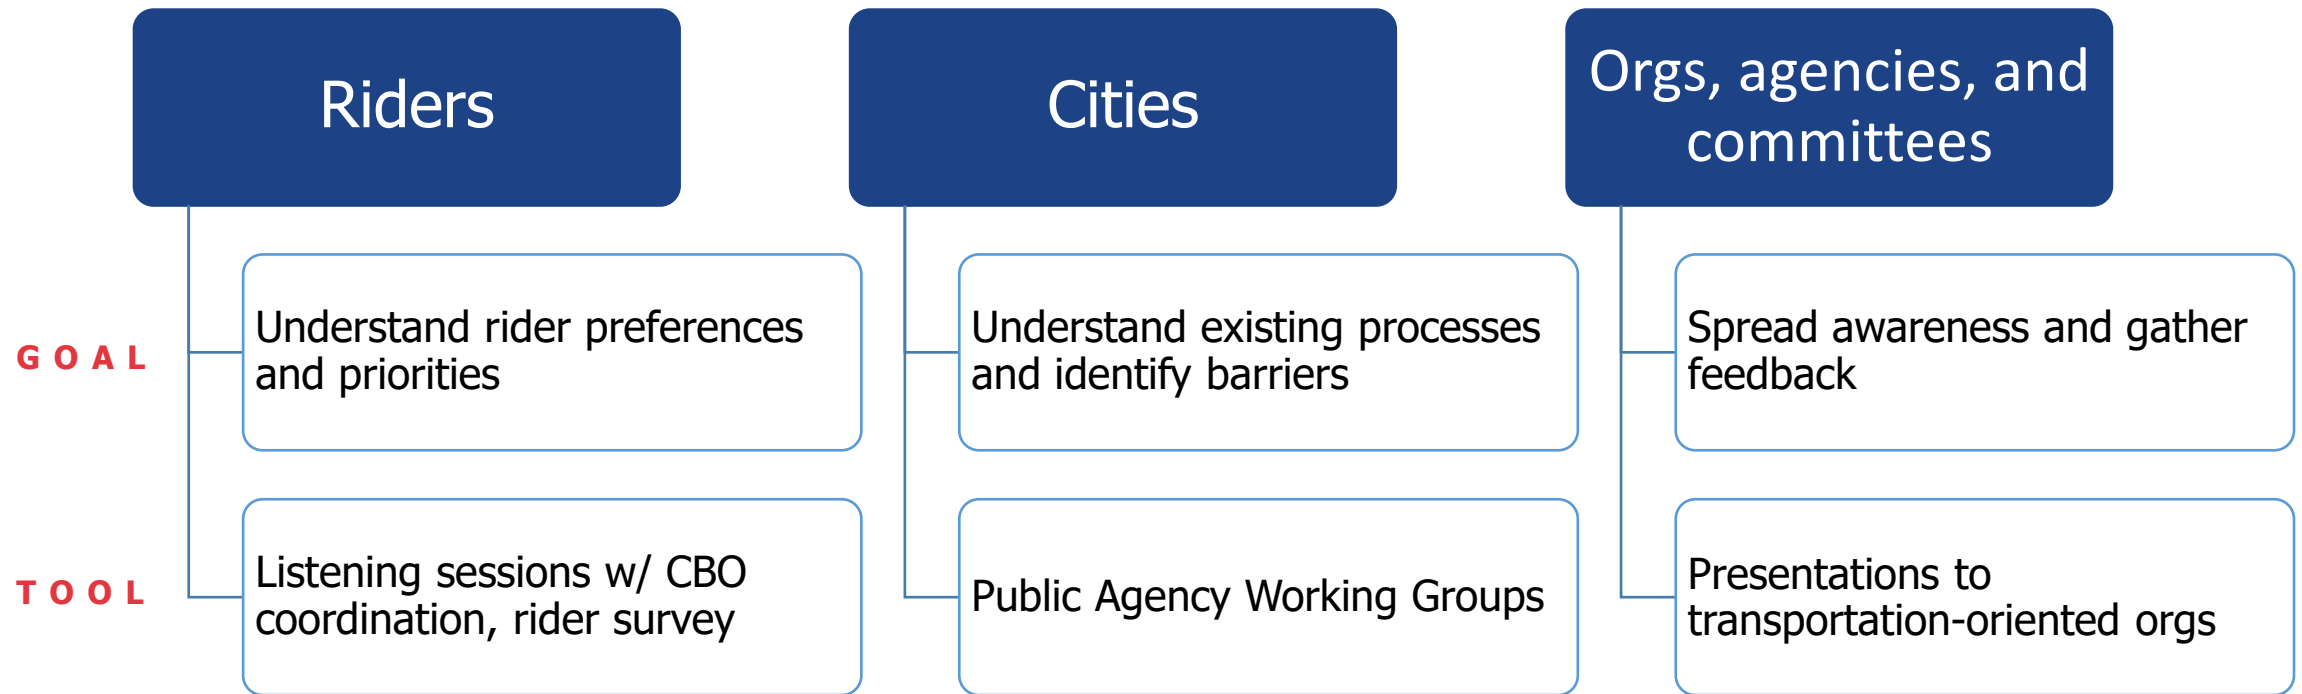 Riders
Cities
Orgs, agencies, and
committees
GOAL
Understand rider preferences
and priorities
Understand existing processes
and identify barriers
Spread awareness and gather
feedback
TOOL
Listening sessions w/ CBO
coordination, rider survey
Public Agency Working Groups
Presentations to
transportation-oriented orgs